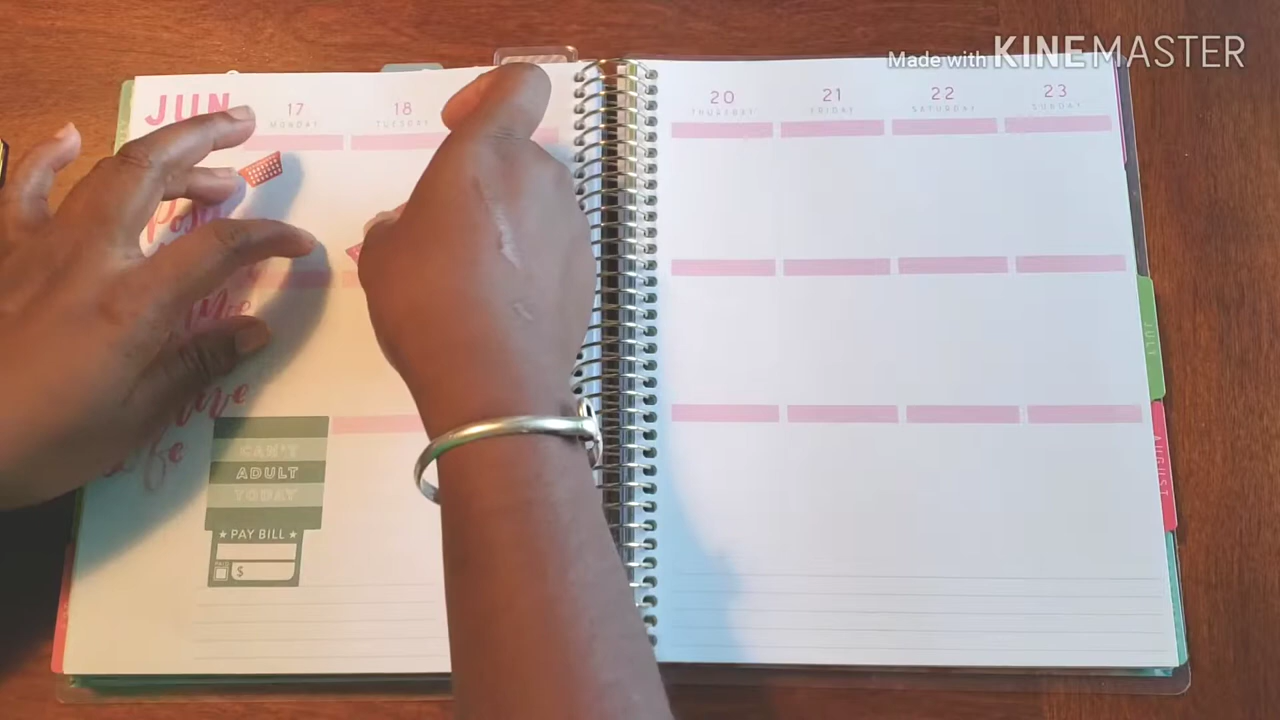 Made with KINEMASTER
JUN
17
MONDAY
18
TUESDAY
20
THURSDAY
21
FRIDAY
22
SATURDAY
23
SUNDAY
CAN'T
ADULT
TODAY
★ PAY BILL ★
PAID
$
JULY
AUGUST